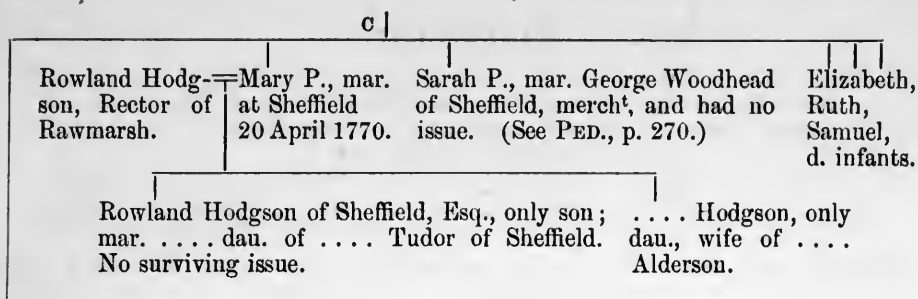 C
Rowland Hodg-
son, Rector of
Rawmarsh.
Mary P., mar.
at Sheffield
20 April 1770.
Sarah P., mar. George Woodhead
of Sheffield, mercht, and had no
issue. (See PED., p. 270.)
Elizabeth,
Ruth,
Samuel,
d. infants.
Rowland Hodgson of Sheffield, Esq., only son;
mar. .... dau. of .... Tudor of Sheffield.
No surviving issue.
.... Hodgson, only
dau., wife of ....
Alderson.